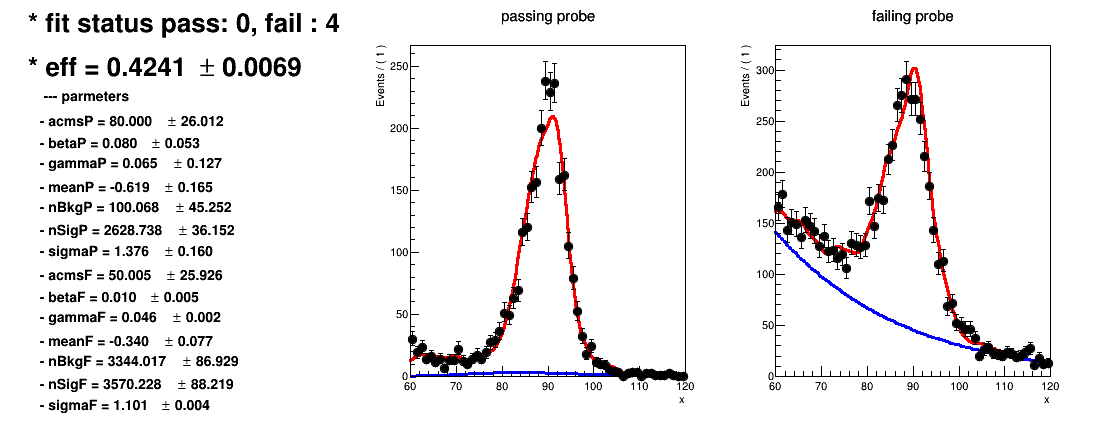 * fit status pass: 0, fail : 4
* eff = 0.4241 ± 0.0069
--- parmeters
- acmsP = 80.000 ± 26.012
- betaP = 0.080 ± 0.053
- gammaP = 0.065 ± 0.127
- meanP = -0.619 ± 0.165
- nBkgP = 100.068 ± 45.252
- nSigP = 2628.738 ± 36.152
- sigmaP = 1.376 ± 0.160
- acmsF = 50.005 ± 25.926
- betaF = 0.010 ± 0.005
- gammaF = 0.046 ± 0.002
- meanF = -0.340 ± 0.077
- nBkgF = 3344.017 ± 86.929
- nSigF = 3570.228 ± 88.219
- sigmaF = 1.101 ± 0.004
passing probe
Events / ( 1 )
250
200
150
100
50
0
60 70 80 90 100 110 120
x
failing probe
Events / ( 1 )
300
250
200
150
100
50
0
60 70 80 90 100 110 120
x